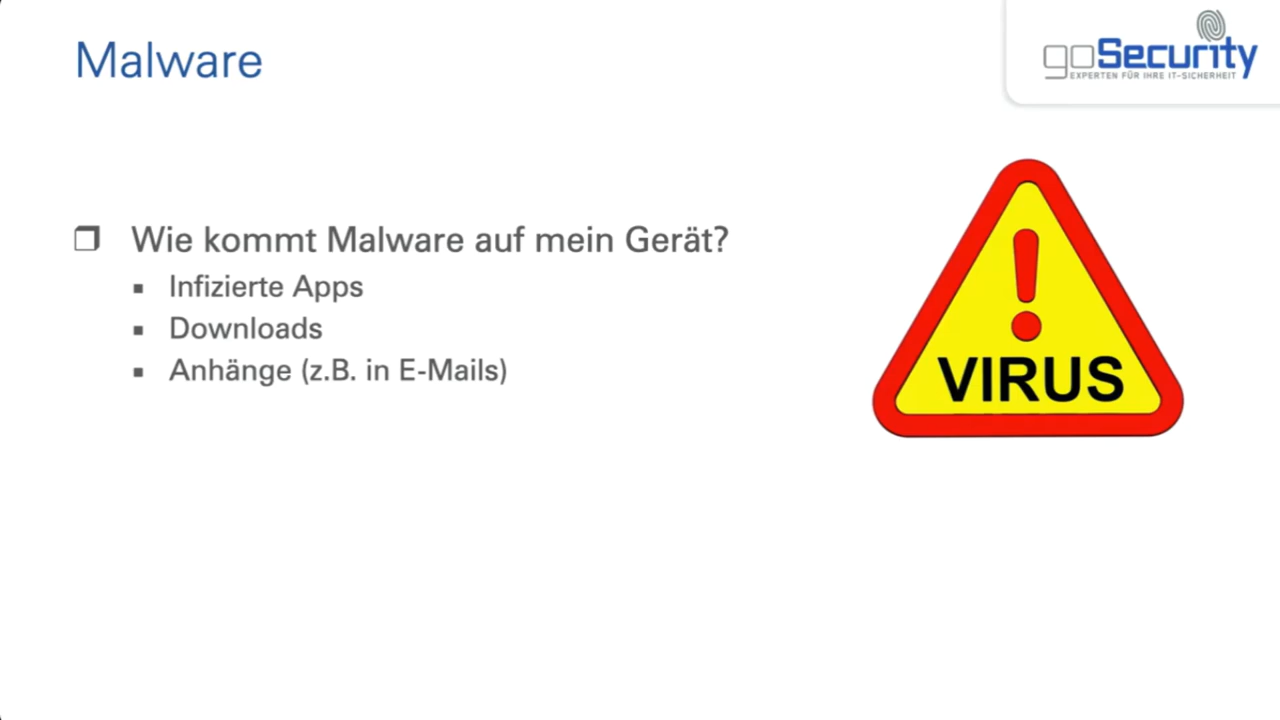 Malware
goSecurity
EXPERTEN FÜR IHRE IT-SICHERHEIT
Wie kommt Malware auf mein Gerät?
Infizierte Apps
Downloads
Anhänge (z.B. in E-Mails)
VIRUS